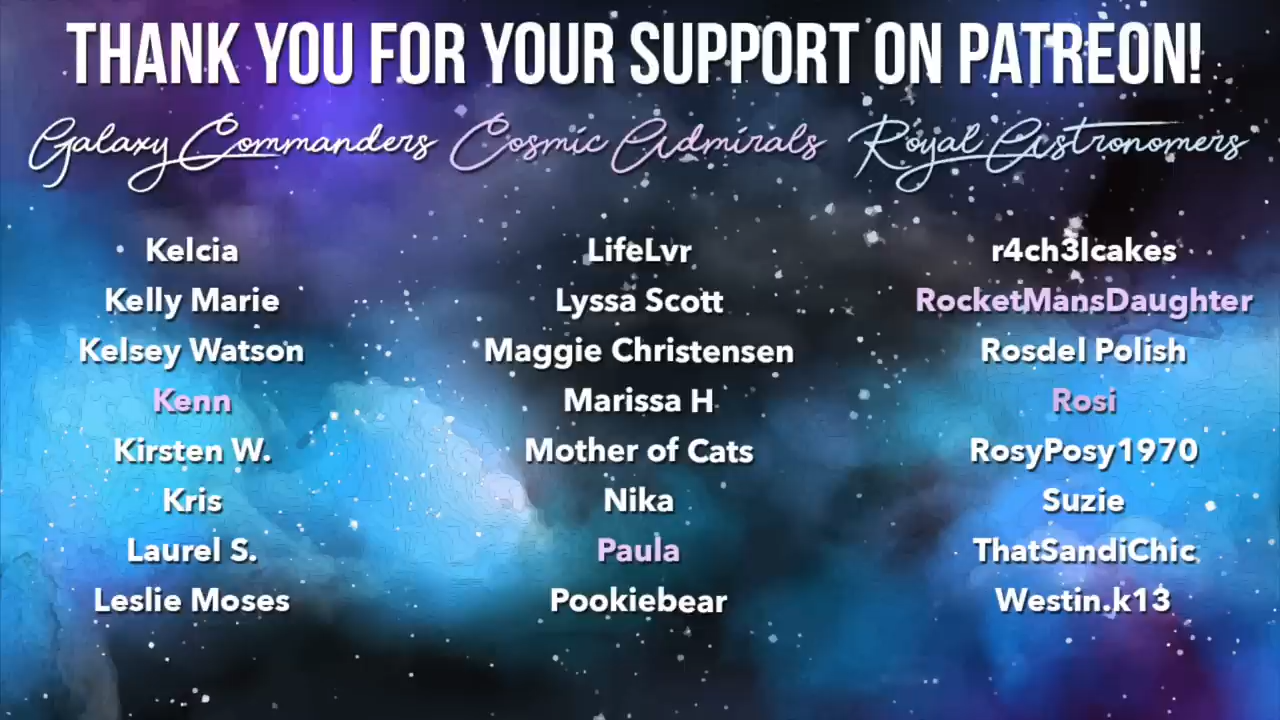 THANK YOU FOR YOUR SUPPORT ON PATREON!
Galaxy Commanders Cosmic Admirals Royal Astronomers
Kelcia LifeLvr r4ch3lcakes
Kelly Marie Lyssa Scott RocketMansDaughter
Kelsey Watson Maggie Christensen Rosdel Polish
Kenn Marissa H Rosi
Kirsten W. Mother of Cats RosyPosy1970
Kris Nika Suzie
Laurel S. Paula ThatSandiChic
Leslie Moses Pookiebear Westin.k13